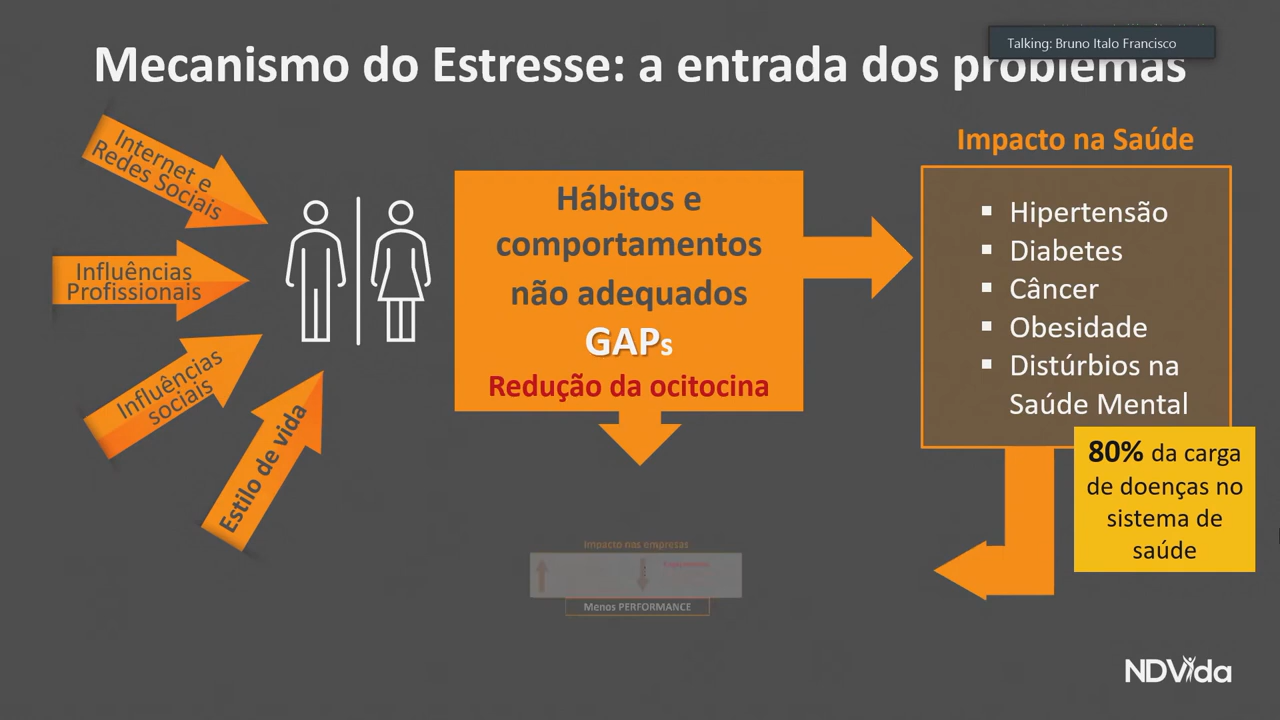 Talking: Bruno Italo Francisco
Mecanismo do Estresse: a entrada dos problemas
Internet e
Redes Sociais
Influências
Profissionais
Influências
sociais
Estilo de vida
Hábitos e
comportamentos
não adequados
GAPs
Redução da ocitocina
Impacto na Saúde
▪ Hipertensão
▪ Diabetes
▪ Câncer
▪ Obesidade
▪ Distúrbios na
Saúde Mental
80% da carga
de doenças no
sistema de
saúde
Impacto nas empresas
Menos PERFORMANCE
NDVida